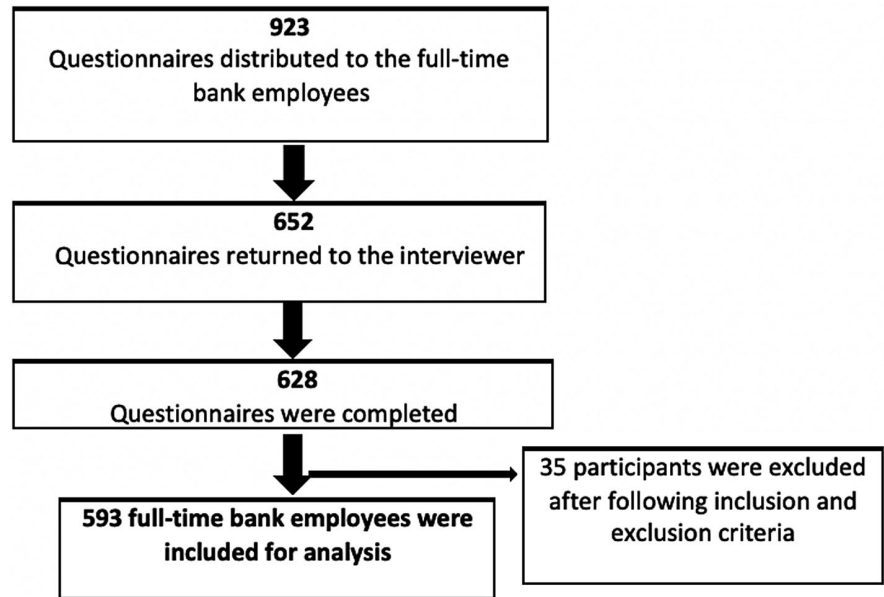 923
Questionnaires distributed to the full-time
bank employees
652
Questionnaires returned to the interviewer
628
Questionnaires were completed
35 participants were excluded
after following inclusion and
exclusion criteria
593 full-time bank employees were
included for analysis